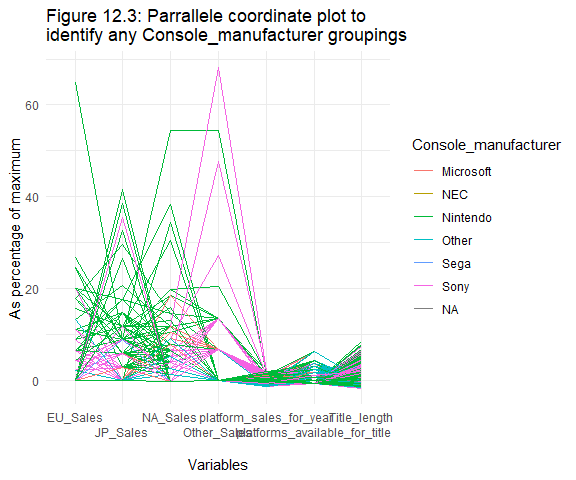 Figure 12.3: Parrallele coordinate plot to
identify any Console_manufacturer groupings
As percentage of maximum
60
40
20
0
EU_Sales
NA_Sales
platform_sales_for_year
Title_length
JP_Sales
Other_Sales
platforms_available_for_title
Variables
Console_manufacturer
Microsoft
NEC
Nintendo
Other
Sega
Sony
NA